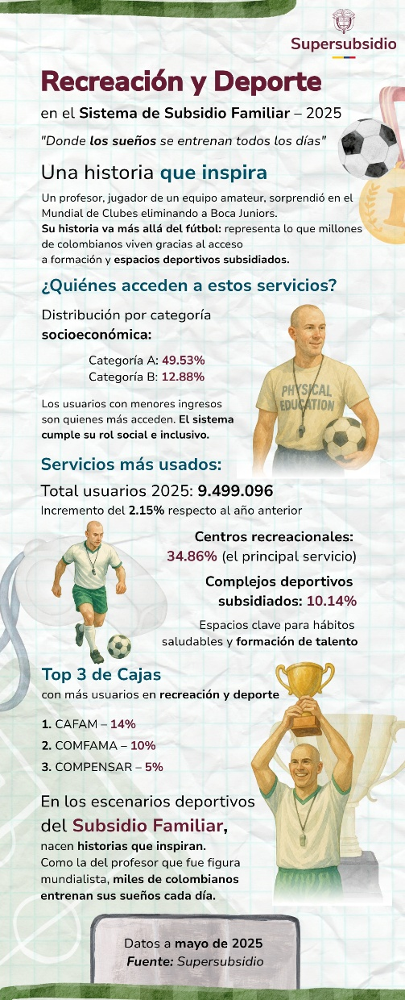 Supersubsidio
Recreación y Deporte
en el Sistema de Subsidio Familiar – 2025
"Donde los sueños se entrenan todos los días"
Una historia que inspira
Un profesor, jugador de un equipo amateur, sorprendió en el
Mundial de Clubes eliminando a Boca Juniors.
Su historia va más allá del fútbol: representa lo que millones
de colombianos viven gracias al acceso
a formación y espacios deportivos subsidiados.
¿Quiénes acceden a estos servicios?
Distribución por categoría
socioeconómica:
Categoría A: 49.53%
Categoría B: 12.88%
Los usuarios con menores ingresos
son quienes más acceden. El sistema
cumple su rol social e inclusivo.
PHYSICAL
EDUCATION
Servicios más usados:
Total usuarios 2025: 9.499.096
Incremento del 2.15% respecto al año anterior
Centros recreacionales:
34.86% (el principal servicio)
Complejos deportivos
subsidiados: 10.14%
Espacios clave para hábitos
saludables y formación de talento
Top 3 de Cajas
con más usuarios en recreación y deporte
1. CAFAM – 14%
2. COMFAMA – 10%
3. COMPENSAR – 5%
En los escenarios deportivos
del Subsidio Familiar,
nacen historias que inspiran.
Como la del profesor que fue figura
mundialista, miles de colombianos
entrenan sus sueños cada día.
Datos a mayo de 2025
Fuente: Supersubsidio